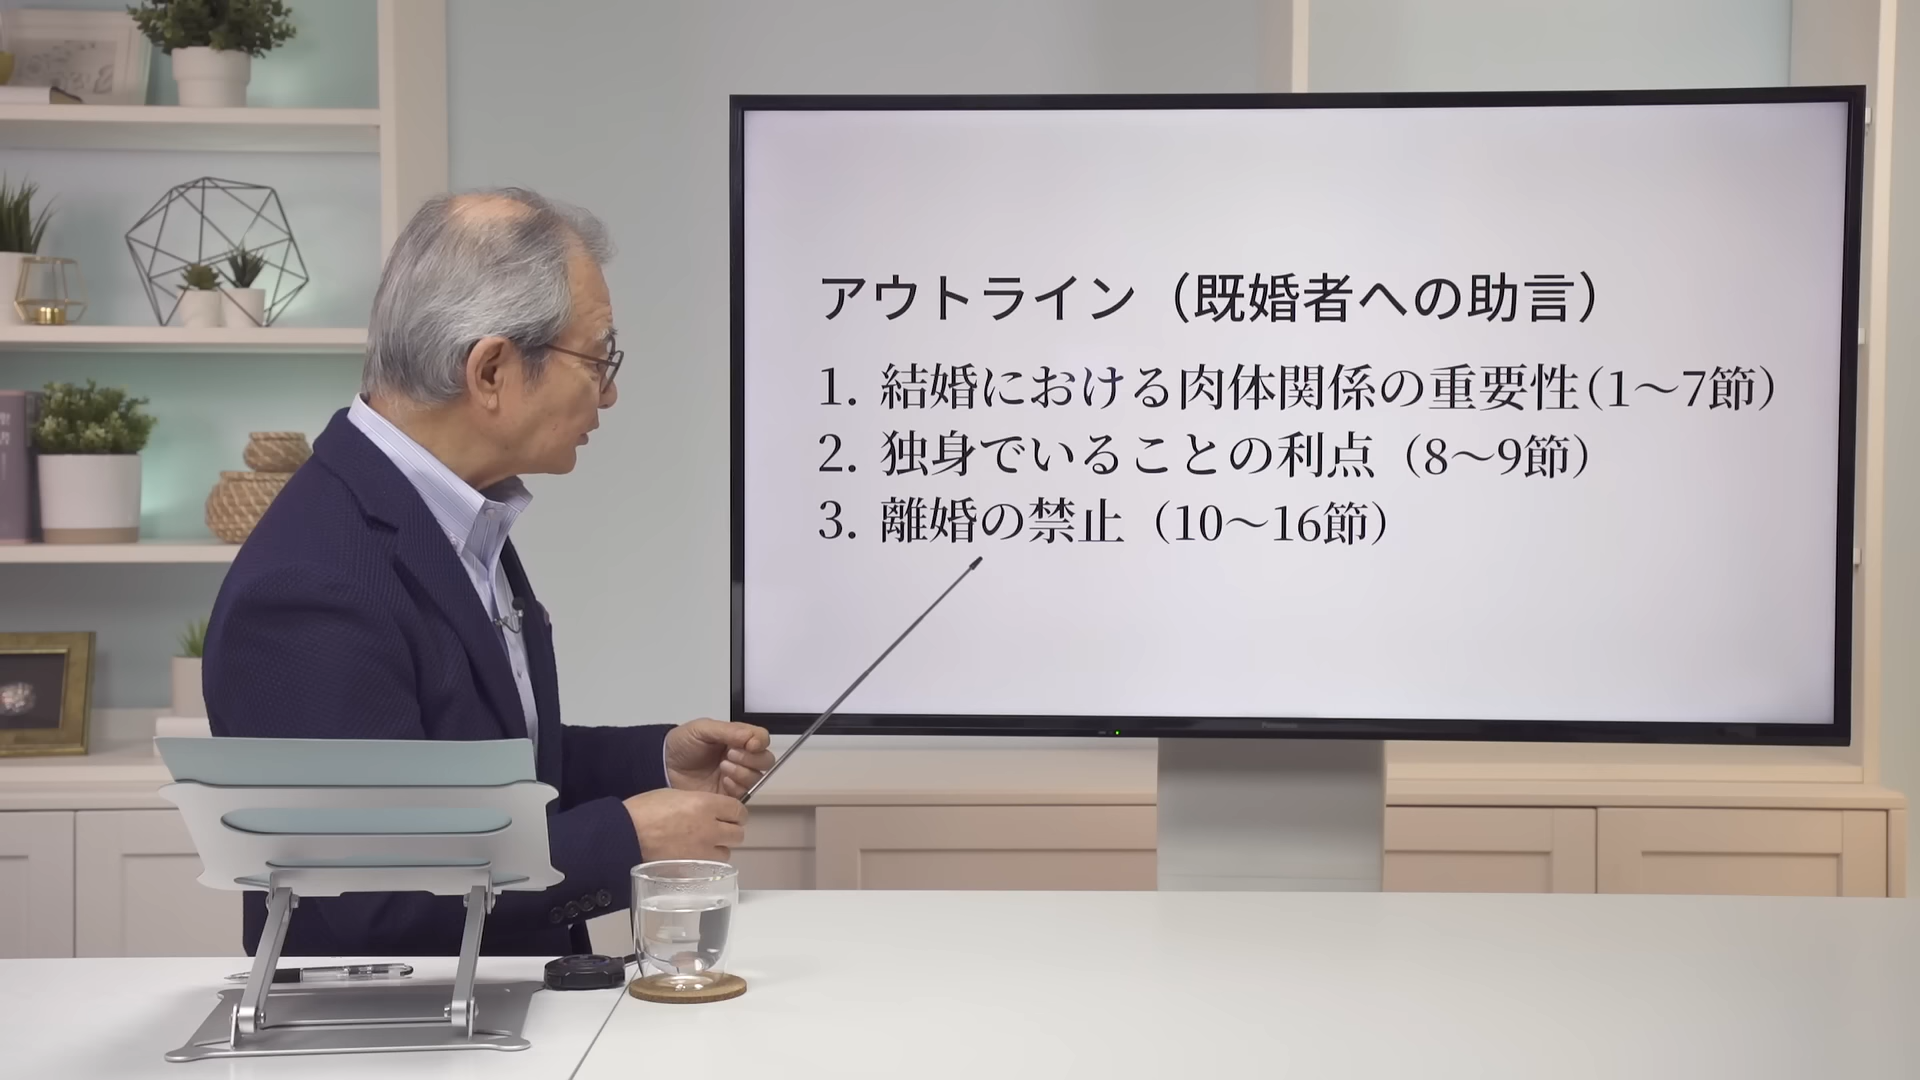 アウトライン（既婚者への助言）
1. 結婚における肉体関係の重要性（1～7節）
2. 独身でいることの利点（8～9節）
3. 離婚の禁止（10～16節）
Panasonic